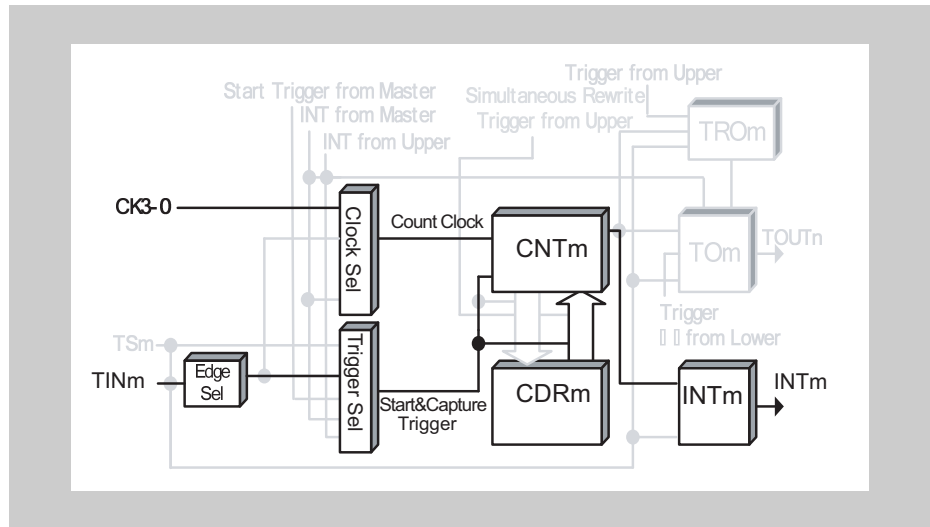 Trigger from Upper
Start Trigger from Master
Simultaneous Rewrite
INT from Master
Trigger from Upper
TROm
INT from Upper
CK3-0
Clock Sel
Count Clock
CNTm
TOm
TOUTn
Trigger
from Lower
TSm
TINm
Edge
Sel
Trigger Sel
Start&Capture
Trigger
CDRm
INTm
INTm